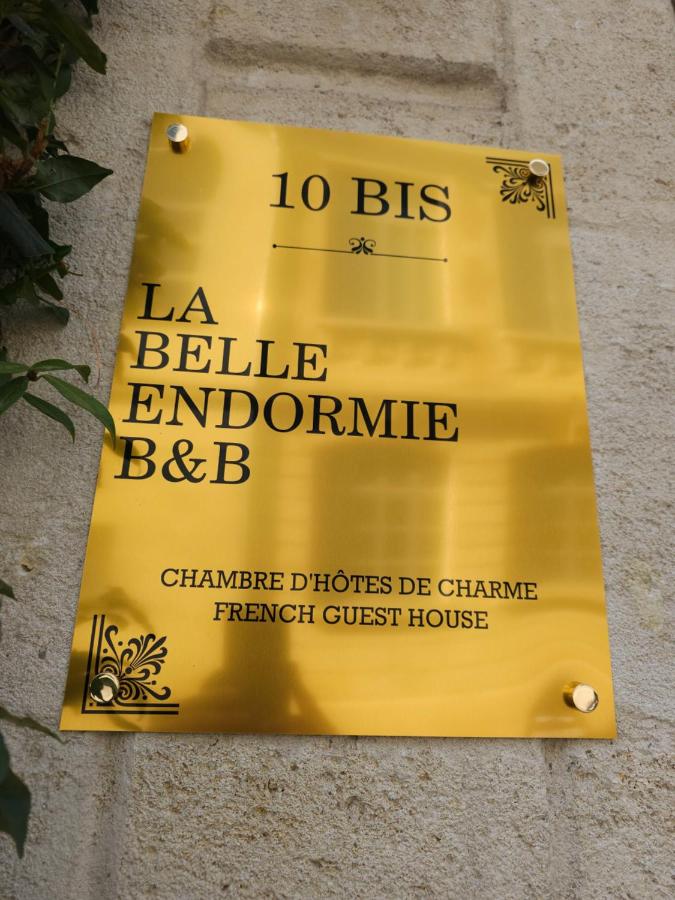 10 BIS
LA
BELLE
ENDORMIE
B&B
CHAMBRE D'HÔTES DE CHARME
FRENCH GUEST HOUSE